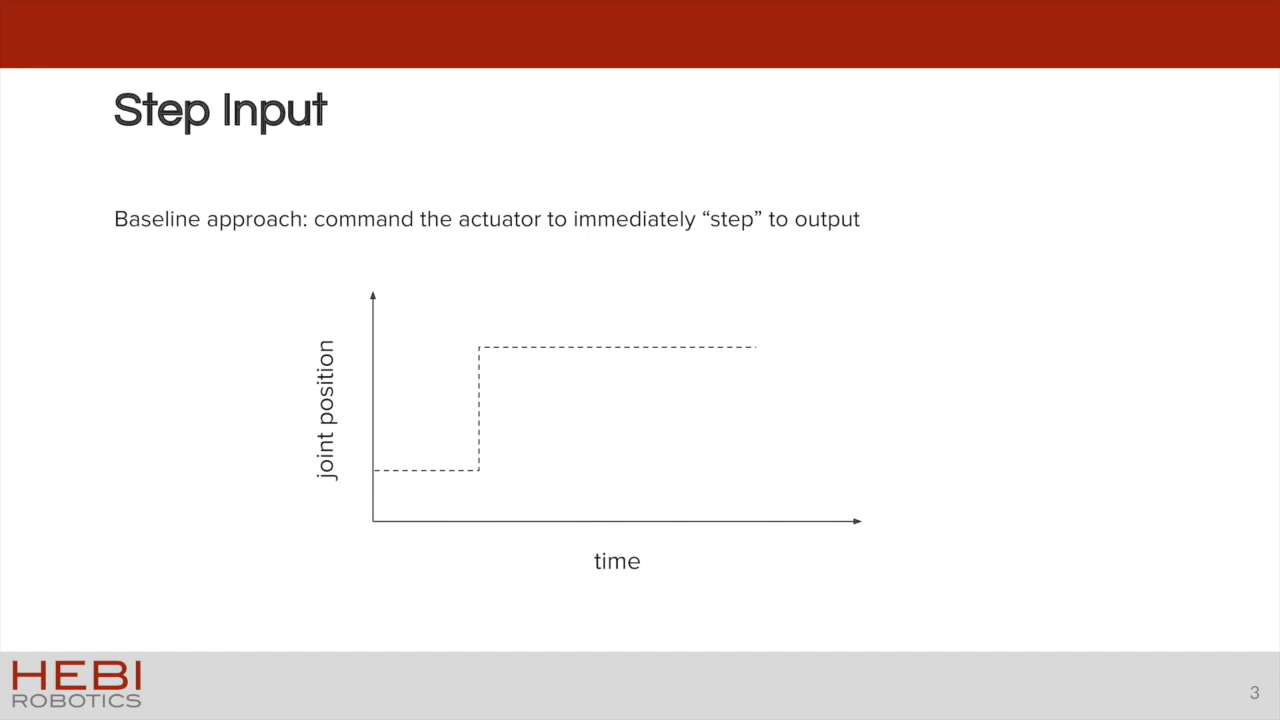 Step Input
Baseline approach: command the actuator to immediately “step” to output
joint position
time
HEBI
ROBOTICS
3